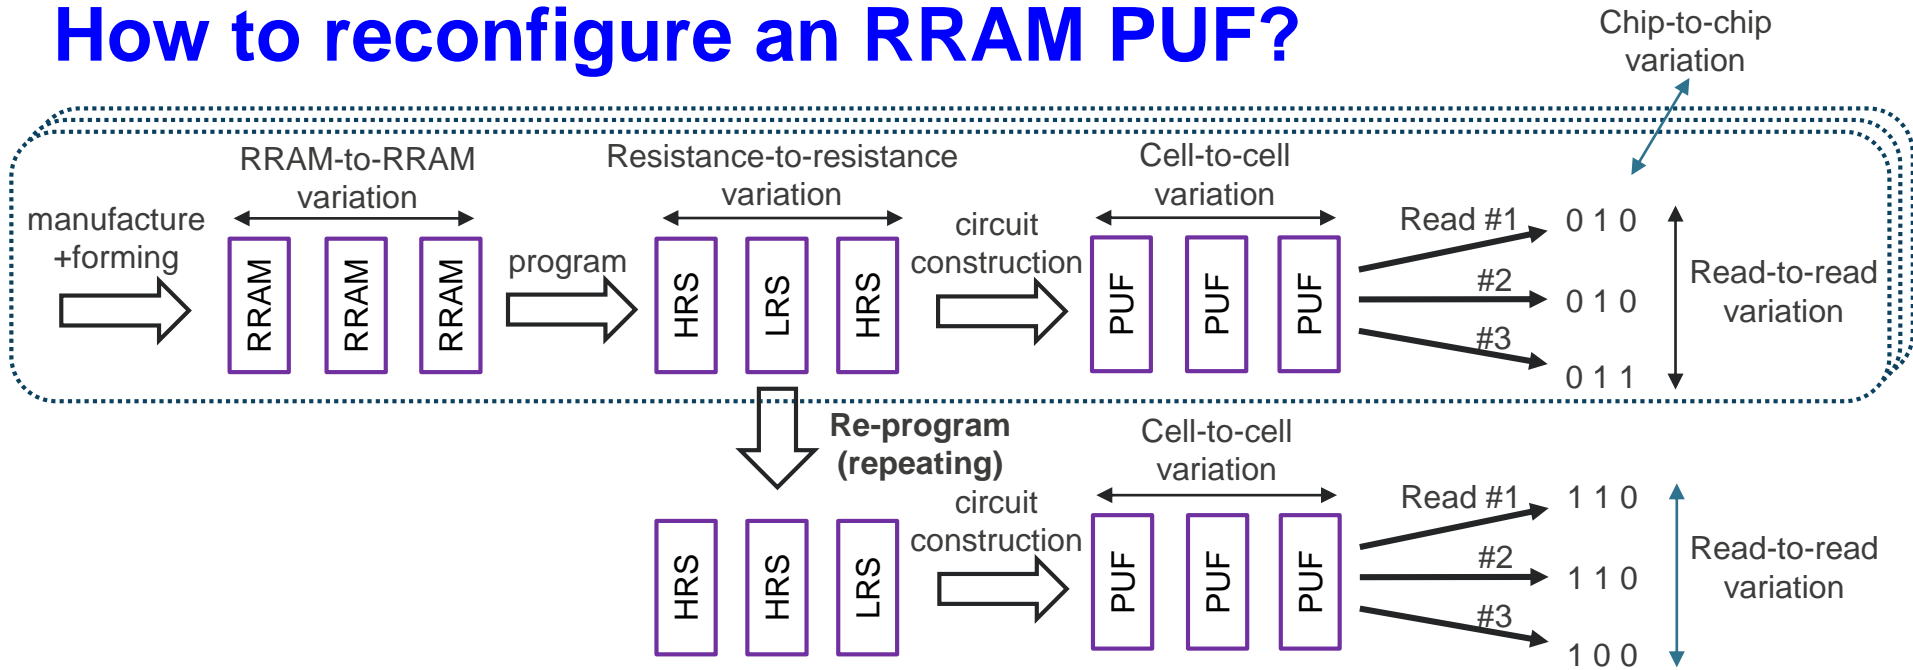 How to reconfigure an RRAM PUF?
Chip-to-chip
variation
RRAM-to-RRAM
variation
Resistance-to-resistance
variation
Cell-to-cell
variation
manufacture
+forming
RRAM
RRAM
RRAM
program
HRS
LRS
HRS
circuit
construction
PUF
PUF
PUF
Read #1
#2
#3
0 1 0
0 1 0
0 1 1
Read-to-read
variation
Re-program
(repeating)
HRS
HRS
LRS
circuit
construction
Cell-to-cell
variation
PUF
PUF
PUF
Read #1
#2
#3
1 1 0
1 1 0
1 0 0
Read-to-read
variation